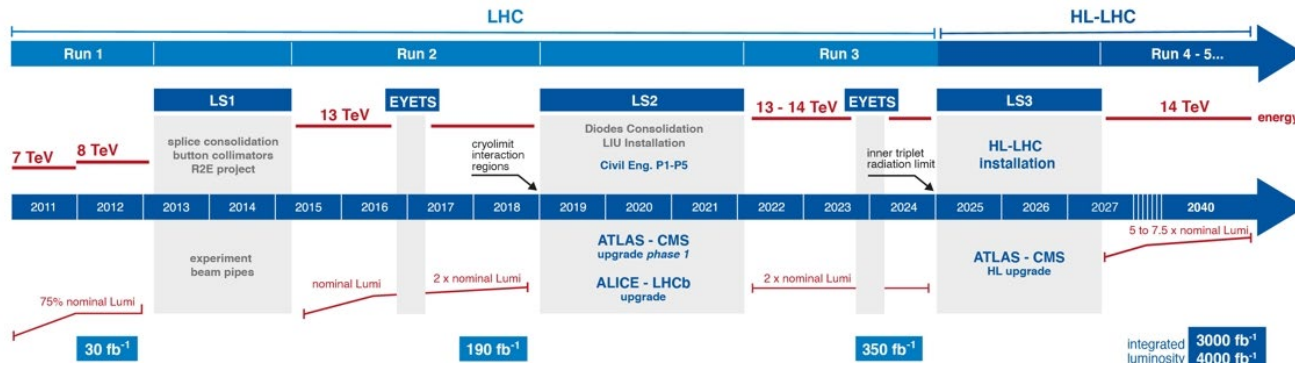 LHC
HL-LHC
Run 1
Run 2
Run 3
Run 4 - 5...
LS1
EYETS
LS2
EYETS
LS3
13 TeV
13 - 14 TeV
14 TeV
energy
7 TeV
8 TeV
splice consolidation
button collimators
R2E project
cryolimit
interaction
regions
Diodes Consolidation
LIU Installation
Civil Eng. P1-P5
inner triplet
radiation limit
HL-LHC
installation
2011
2012
2013
2014
2015
2016
2017
2018
2019
2020
2021
2022
2023
2024
2025
2026
2027
2040
5 to 7.5 x nominal Lumi
experiment
beam pipes
ATLAS - CMS
upgrade phase 1
ALICE - LHCb
upgrade
ATLAS - CMS
HL upgrade
75% nominal Lumi
nominal Lumi
2 x nominal Lumi
2 x nominal Lumi
30 fb⁻¹
190 fb⁻¹
350 fb⁻¹
integrated
luminosity
3000 fb⁻¹
4000 fb⁻¹